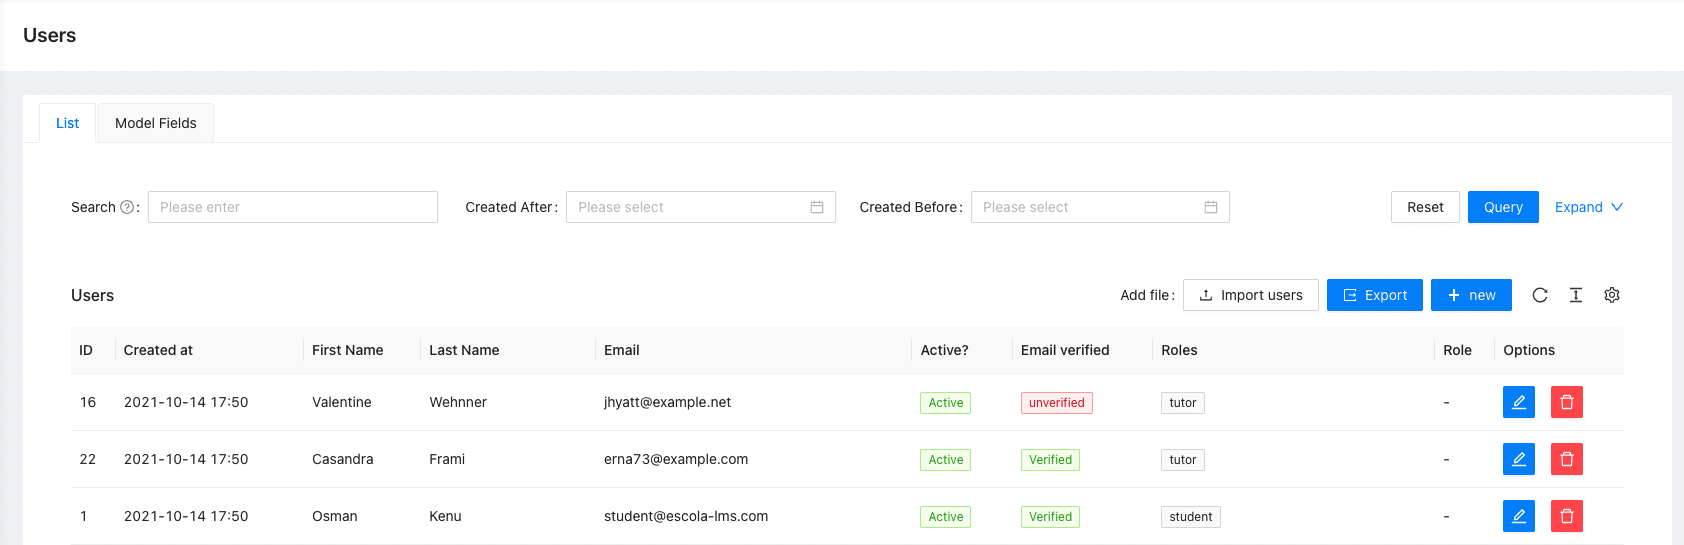 Users
List Model Fields
Search ? : Please enter Created After : Please select Created Before : Please select Reset Query Expand
Users Add file : Import users Export + new
ID Created at First Name Last Name Email Active? Email verified Roles Role Options
16 2021-10-14 17:50 Valentine Wehnner jhyatt@example.net Active unverified tutor -
22 2021-10-14 17:50 Casandra Frami erna73@example.com Active Verified tutor -
1 2021-10-14 17:50 Osman Kenu student@escola-lms.com Active Verified student -